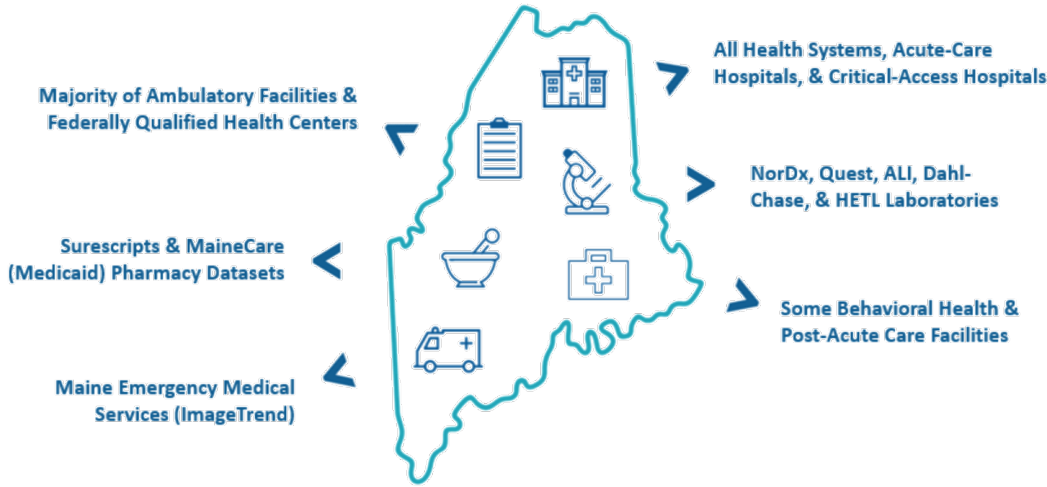 All Health Systems, Acute-Care
Hospitals, & Critical-Access Hospitals
Majority of Ambulatory Facilities &
Federally Qualified Health Centers
NorDx, Quest, ALI, Dahl-
Chase, & HETL Laboratories
Surescripts & MaineCare
(Medicaid) Pharmacy Datasets
Some Behavioral Health &
Post-Acute Care Facilities
Maine Emergency Medical
Services (ImageTrend)